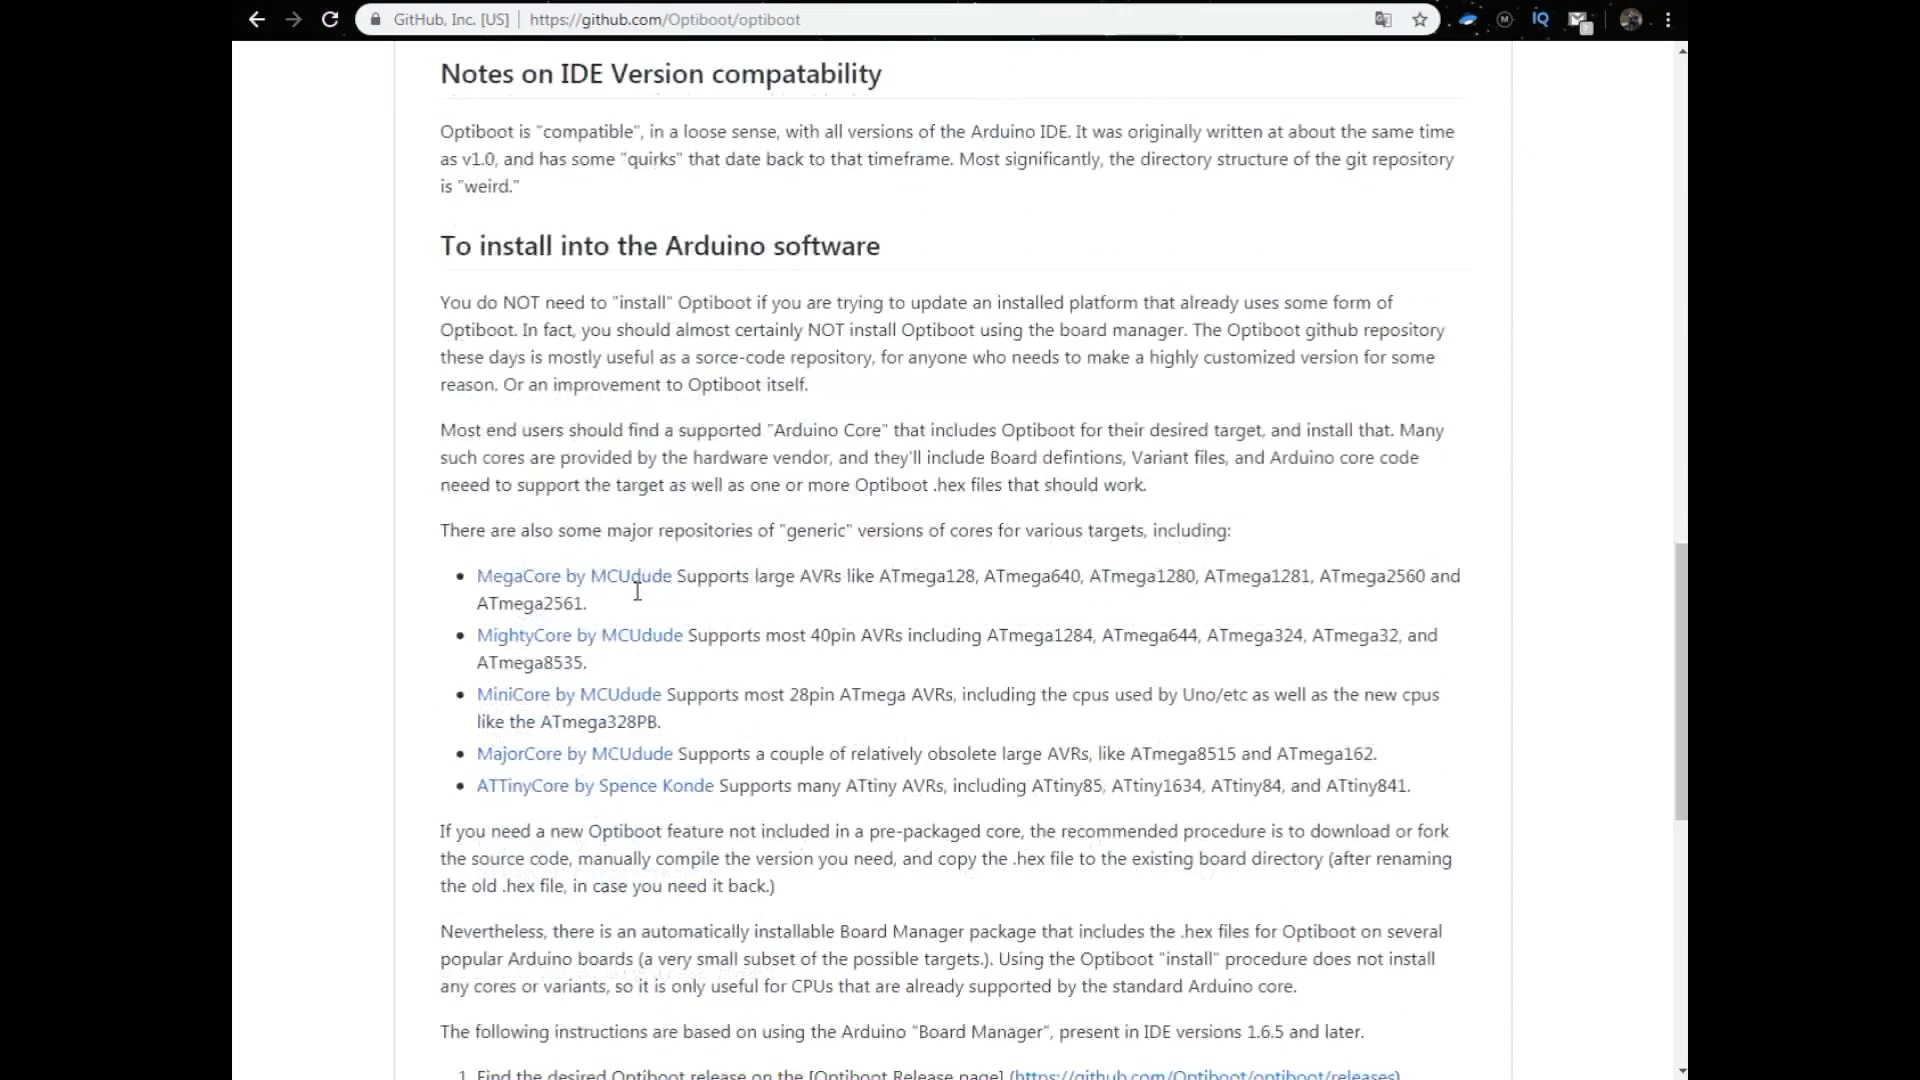 GitHub, Inc. [US] | https://github.com/Optiboot/optiboot
M
IQ
Notes on IDE Version compatability
Optiboot is "compatible", in a loose sense, with all versions of the Arduino IDE. It was originally written at about the same time
as v1.0, and has some "quirks" that date back to that timeframe. Most significantly, the directory structure of the git repository
is "weird."
To install into the Arduino software
You do NOT need to "install" Optiboot if you are trying to update an installed platform that already uses some form of
Optiboot. In fact, you should almost certainly NOT install Optiboot using the board manager. The Optiboot github repository
these days is mostly useful as a sorce-code repository, for anyone who needs to make a highly customized version for some
reason. Or an improvement to Optiboot itself.
Most end users should find a supported "Arduino Core" that includes Optiboot for their desired target, and install that. Many
such cores are provided by the hardware vendor, and they'll include Board defintions, Variant files, and Arduino core code
neeed to support the target as well as one or more Optiboot .hex files that should work.
There are also some major repositories of "generic" versions of cores for various targets, including:
• MegaCore by MCUdude Supports large AVRs like ATmega128, ATmega640, ATmega1280, ATmega1281, ATmega2560 and
ATmega2561.
• MightyCore by MCUdude Supports most 40pin AVRs including ATmega1284, ATmega644, ATmega324, ATmega32, and
ATmega8535.
• MiniCore by MCUdude Supports most 28pin ATmega AVRs, including the cpus used by Uno/etc as well as the new cpus
like the ATmega328PB.
• MajorCore by MCUdude Supports a couple of relatively obsolete large AVRs, like ATmega8515 and ATmega162.
• ATTinyCore by Spence Konde Supports many ATtiny AVRs, including ATtiny85, ATtiny1634, ATtiny84, and ATtiny841.
If you need a new Optiboot feature not included in a pre-packaged core, the recommended procedure is to download or fork
the source code, manually compile the version you need, and copy the .hex file to the existing board directory (after renaming
the old .hex file, in case you need it back.)
Nevertheless, there is an automatically installable Board Manager package that includes the .hex files for Optiboot on several
popular Arduino boards (a very small subset of the possible targets.). Using the Optiboot "install" procedure does not install
any cores or variants, so it is only useful for CPUs that are already supported by the standard Arduino core.
The following instructions are based on using the Arduino "Board Manager", present in IDE versions 1.6.5 and later.
1. Find the desired Optiboot release on the [Optiboot Release page] (https://github.com/Optiboot/optiboot/releases)